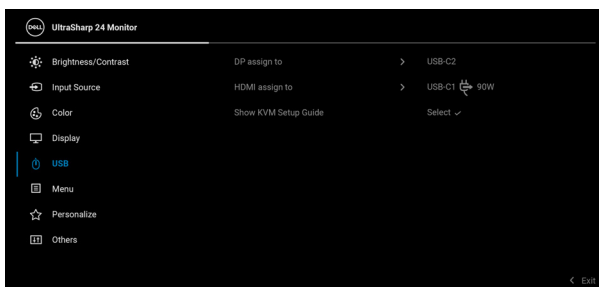 DELL UltraSharp 24 Monitor
Brightness/Contrast DP assign to > USB-C2
Input Source HDMI assign to > USB-C1 90W
Color Show KVM Setup Guide Select ✓
Display
USB
Menu
Personalize
Others
< Exit